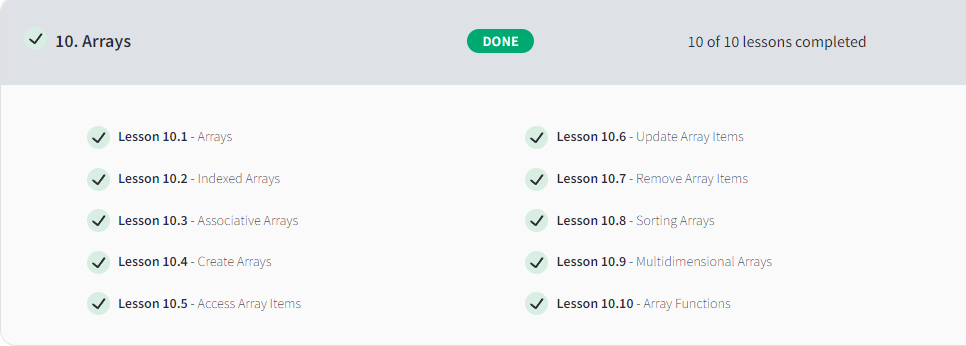 10. Arrays
DONE
10 of 10 lessons completed
Lesson 10.1 - Arrays
Lesson 10.2 - Indexed Arrays
Lesson 10.3 - Associative Arrays
Lesson 10.4 - Create Arrays
Lesson 10.5 - Access Array Items
Lesson 10.6 - Update Array Items
Lesson 10.7 - Remove Array Items
Lesson 10.8 - Sorting Arrays
Lesson 10.9 - Multidimensional Arrays
Lesson 10.10 - Array Functions